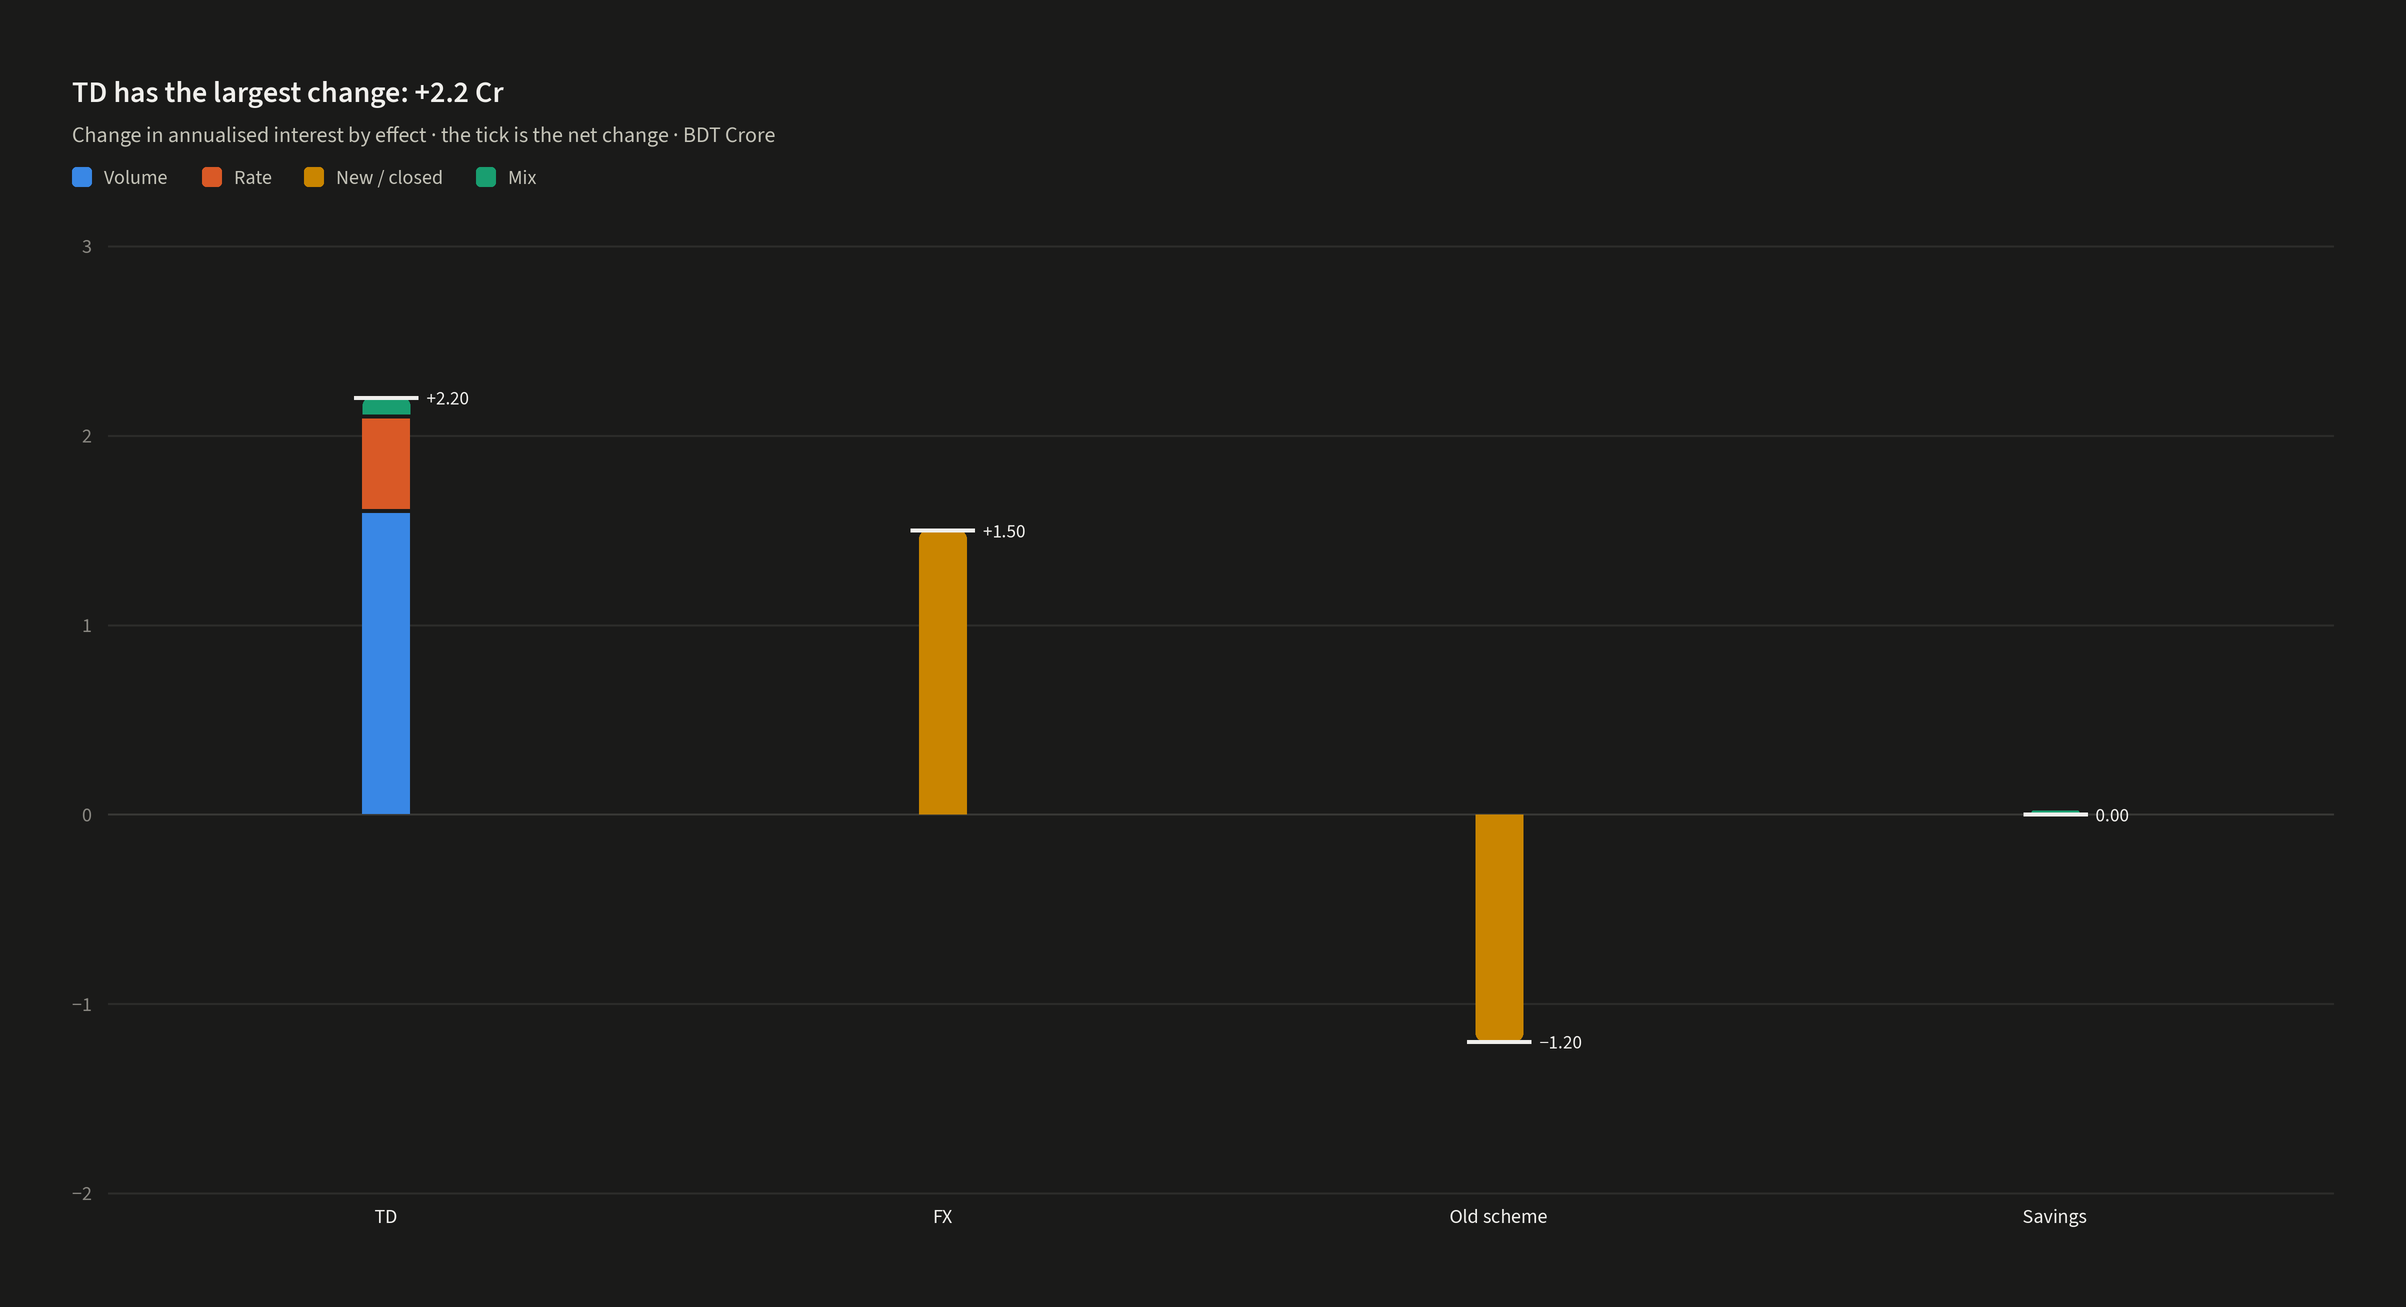 TD has the largest change: +2.2 Cr
Change in annualised interest by effect · the tick is the net change · BDT Crore
Volume Rate New / closed Mix
3
+2.20
2
+1.50
1
0 0.00
−1
−1.20
−2
TD FX Old scheme Savings